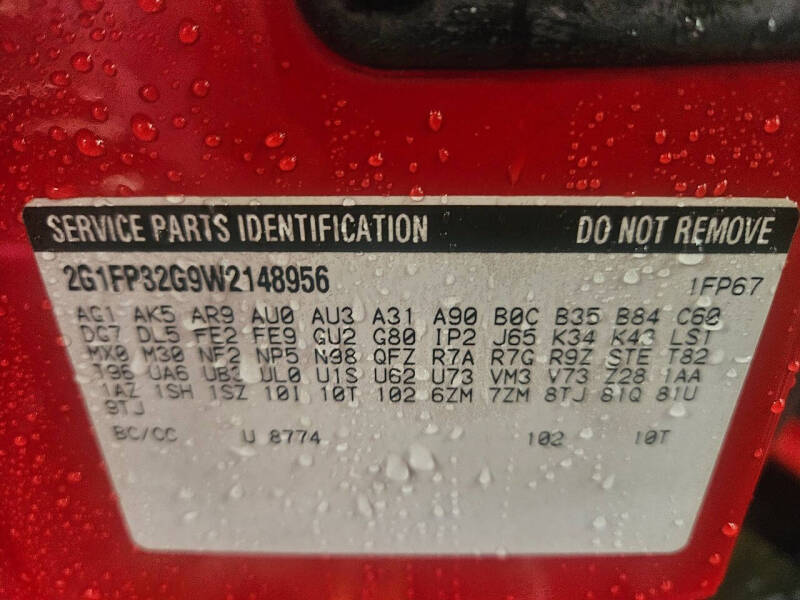 SERVICE PARTS IDENTIFICATION DO NOT REMOVE
2G1FP32G9W2148956 1FP67
AG1 AK5 AR9 AU0 AU3 A31 A90 B0C B35 B84 C60
DG7 DL5 FE2 FE9 GU2 G80 IP2 J65 K34 K43 LST
MX0 M30 NF2 NP5 N98 QFZ R7A R7G R9Z STE T82
T96 UA6 UB3 UL0 U1S U62 U73 VM3 V73 Z28 1AA
1AZ 1SH 1SZ 10I 10T 102 6ZM 7ZM 8TJ 81Q 81U
9TJ
BC/CC U 8774 102 10T